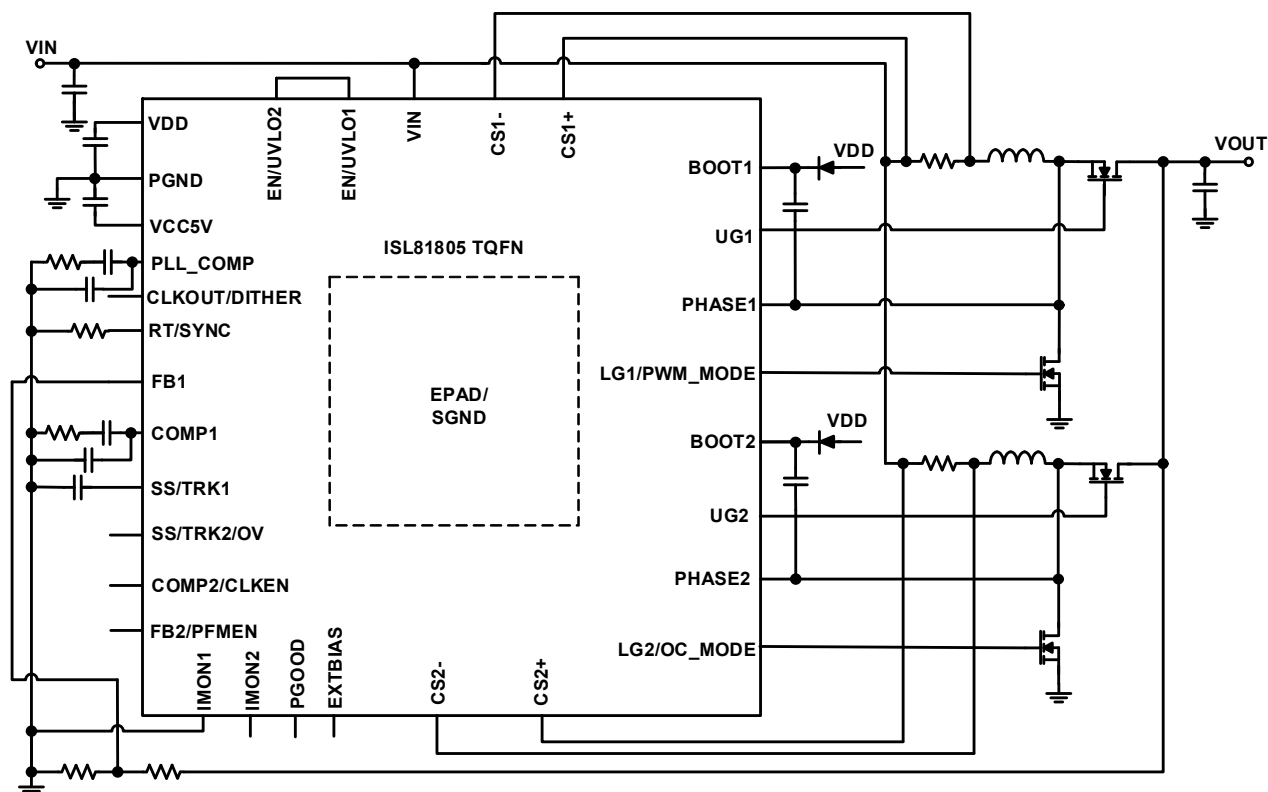 VIN
VOUT
EN/UVLO2
EN/UVLO1
VIN
CS1-
CS1+
VDD
PGND
VCC5V
PLL_COMP
CLKOUT/DITHER
RT/SYNC
FB1
COMP1
SS/TRK1
SS/TRK2/OV
COMP2/CLKEN
FB2/PFMEN
ISL81805 TQFN
EPAD/
SGND
BOOT1
VDD
UG1
PHASE1
LG1/PWM_MODE
VDD
BOOT2
UG2
PHASE2
LG2/OC_MODE
IMON1
IMON2
PGOOD
EXTBIAS
CS2-
CS2+